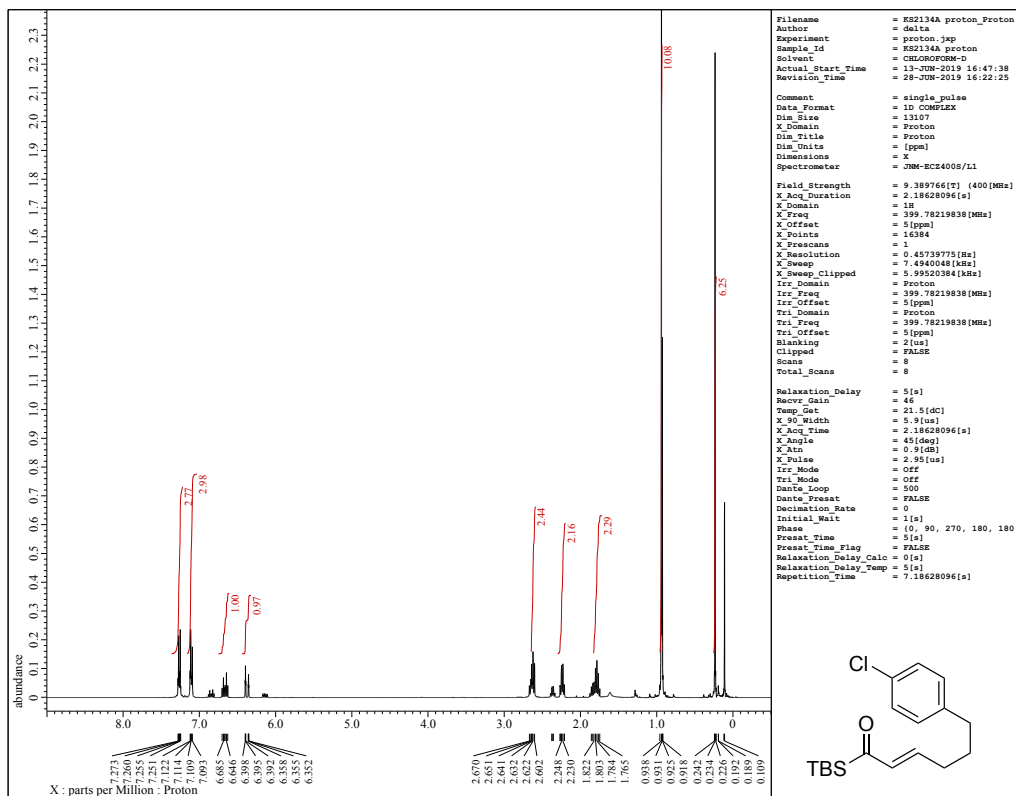 Filename = KS2134A proton_Proton
Author = delta
Experiment = proton.jxp
Sample_Id = KS2134A proton
Solvent = CHLOROFORM-D
Actual_Start_Time = 13-JUN-2019 16:47:38
Revision_Time = 28-JUN-2019 16:22:25
Comment = single_pulse
Data_Format = 1D COMPLEX
Dim_Size = 13107
X_Domain = Proton
Dim_Title = Proton
Dim_Units = [ppm]
Dimensions = X
Spectrometer = JNM-ECZ400S/L1
Field_Strength = 9.389766[T] (400[MHz]
X_Acq_Duration = 2.18628096[s]
X_Domain = 1H
X_Freq = 399.78219838[MHz]
X_Offset = 5[ppm]
X_Points = 16384
X_Prescans = 1
X_Resolution = 0.45739775[Hz]
X_Sweep = 7.4940048[kHz]
X_Sweep_Clipped = 5.99520384[kHz]
Irr_Domain = Proton
Irr_Freq = 399.78219838[MHz]
Irr_Offset = 5[ppm]
Tri_Domain = Proton
Tri_Freq = 399.78219838[MHz]
Tri_Offset = 5[ppm]
Blanking = 2[us]
Clipped = FALSE
Scans = 8
Total_Scans = 8
Relaxation_Delay = 5[s]
Recvr_Gain = 46
Temp_Get = 21.5[dC]
X_90_Width = 5.9[us]
X_Acq_Time = 2.18628096[s]
X_Angle = 45[deg]
X_Atn = 0.9[dB]
X_Pulse = 2.95[us]
Irr_Mode = Off
Tri_Mode = Off
Dante_Loop = 500
Dante_Presat = FALSE
Decimation_Rate = 0
Initial_Wait = 1[s]
Phase = {0, 90, 270, 180, 180
Presat_Time = 5[s]
Presat_Time_Flag = FALSE
Relaxation_Delay_Calc = 0[s]
Relaxation_Delay_Temp = 5[s]
Repetition_Time = 7.18628096[s]
abundance
2.3
2.2
2.1
2.0
1.9
1.8
1.7
1.6
1.5
1.4
1.3
1.2
1.1
1.0
0.9
0.8
0.7
0.6
0.5
0.4
0.3
0.2
0.1
0
2.77
2.98
1.00
0.97
2.44
2.16
2.29
10.08
6.25
8.0 7.0 6.0 5.0 4.0 3.0 2.0 1.0 0
7.273
7.260
7.255
7.251
7.122
7.114
7.109
7.093
6.685
6.646
6.398
6.395
6.392
6.358
6.355
6.352
2.670
2.651
2.641
2.632
2.622
2.602
2.248
2.230
1.822
1.803
1.784
1.765
0.938
0.931
0.925
0.918
0.242
0.234
0.226
0.192
0.189
0.109
X : parts per Million : Proton
Cl
O
TBS